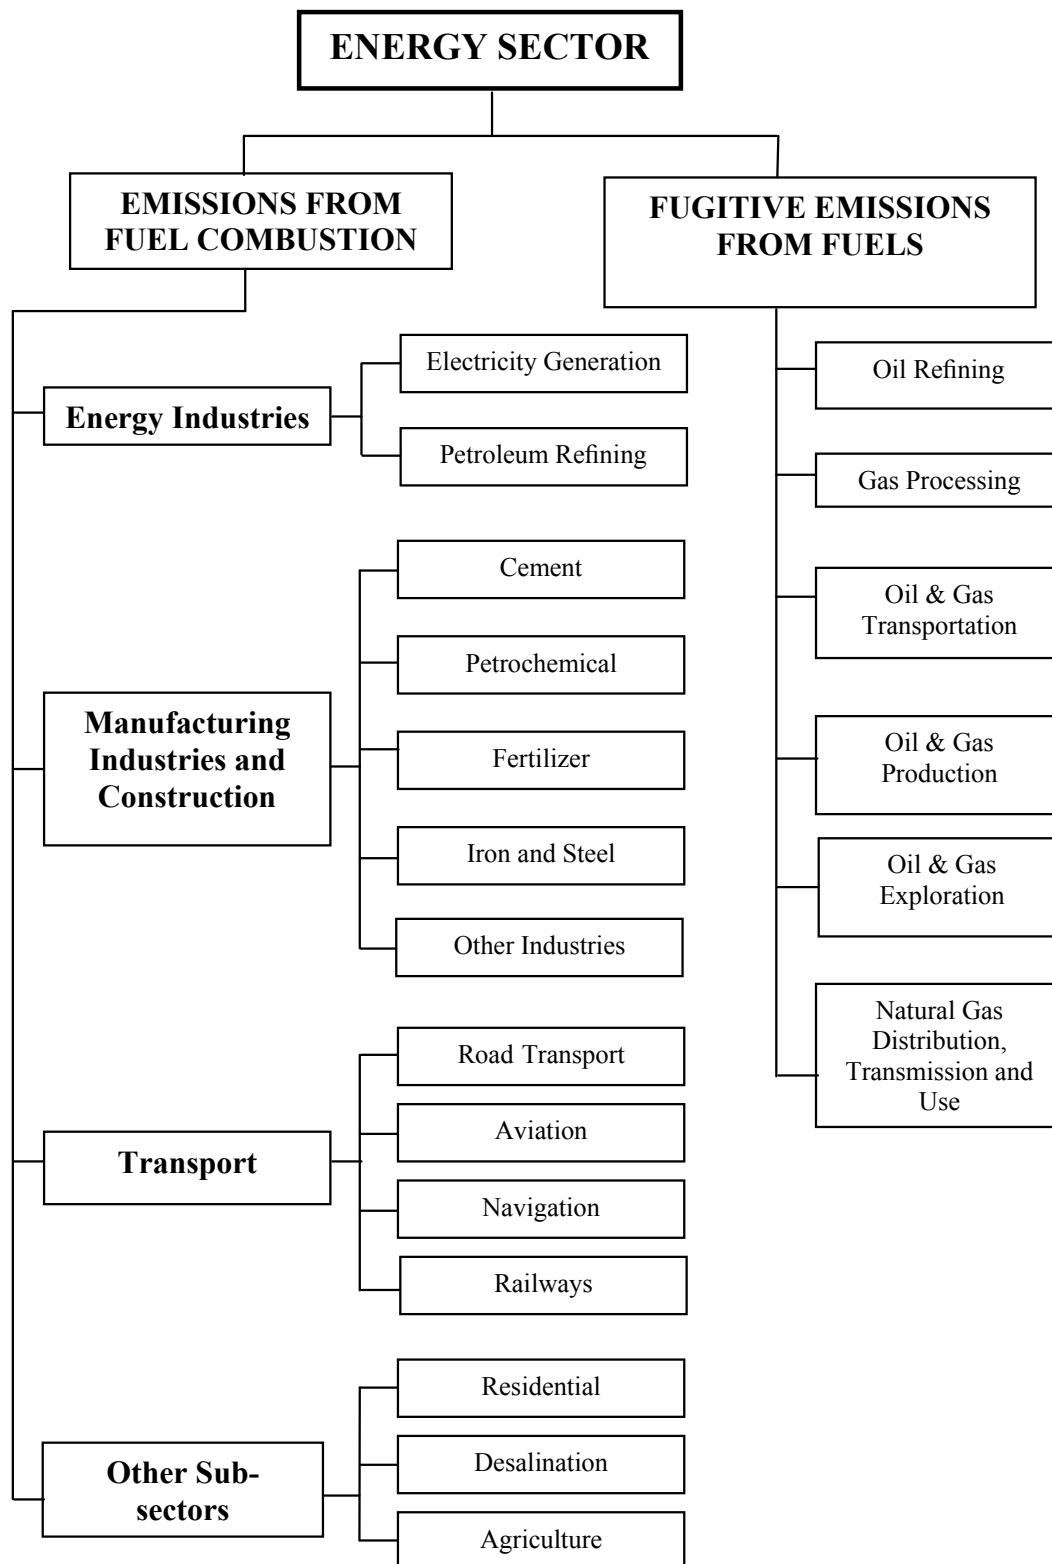 ENERGY SECTOR
EMISSIONS FROM
FUEL COMBUSTION
FUGITIVE EMISSIONS
FROM FUELS
Energy Industries
Electricity Generation
Petroleum Refining
Manufacturing
Industries and
Construction
Cement
Petrochemical
Fertilizer
Iron and Steel
Other Industries
Transport
Road Transport
Aviation
Navigation
Railways
Other Sub-
sectors
Residential
Desalination
Agriculture
Oil Refining
Gas Processing
Oil & Gas
Transportation
Oil & Gas
Production
Oil & Gas
Exploration
Natural Gas
Distribution,
Transmission and
Use